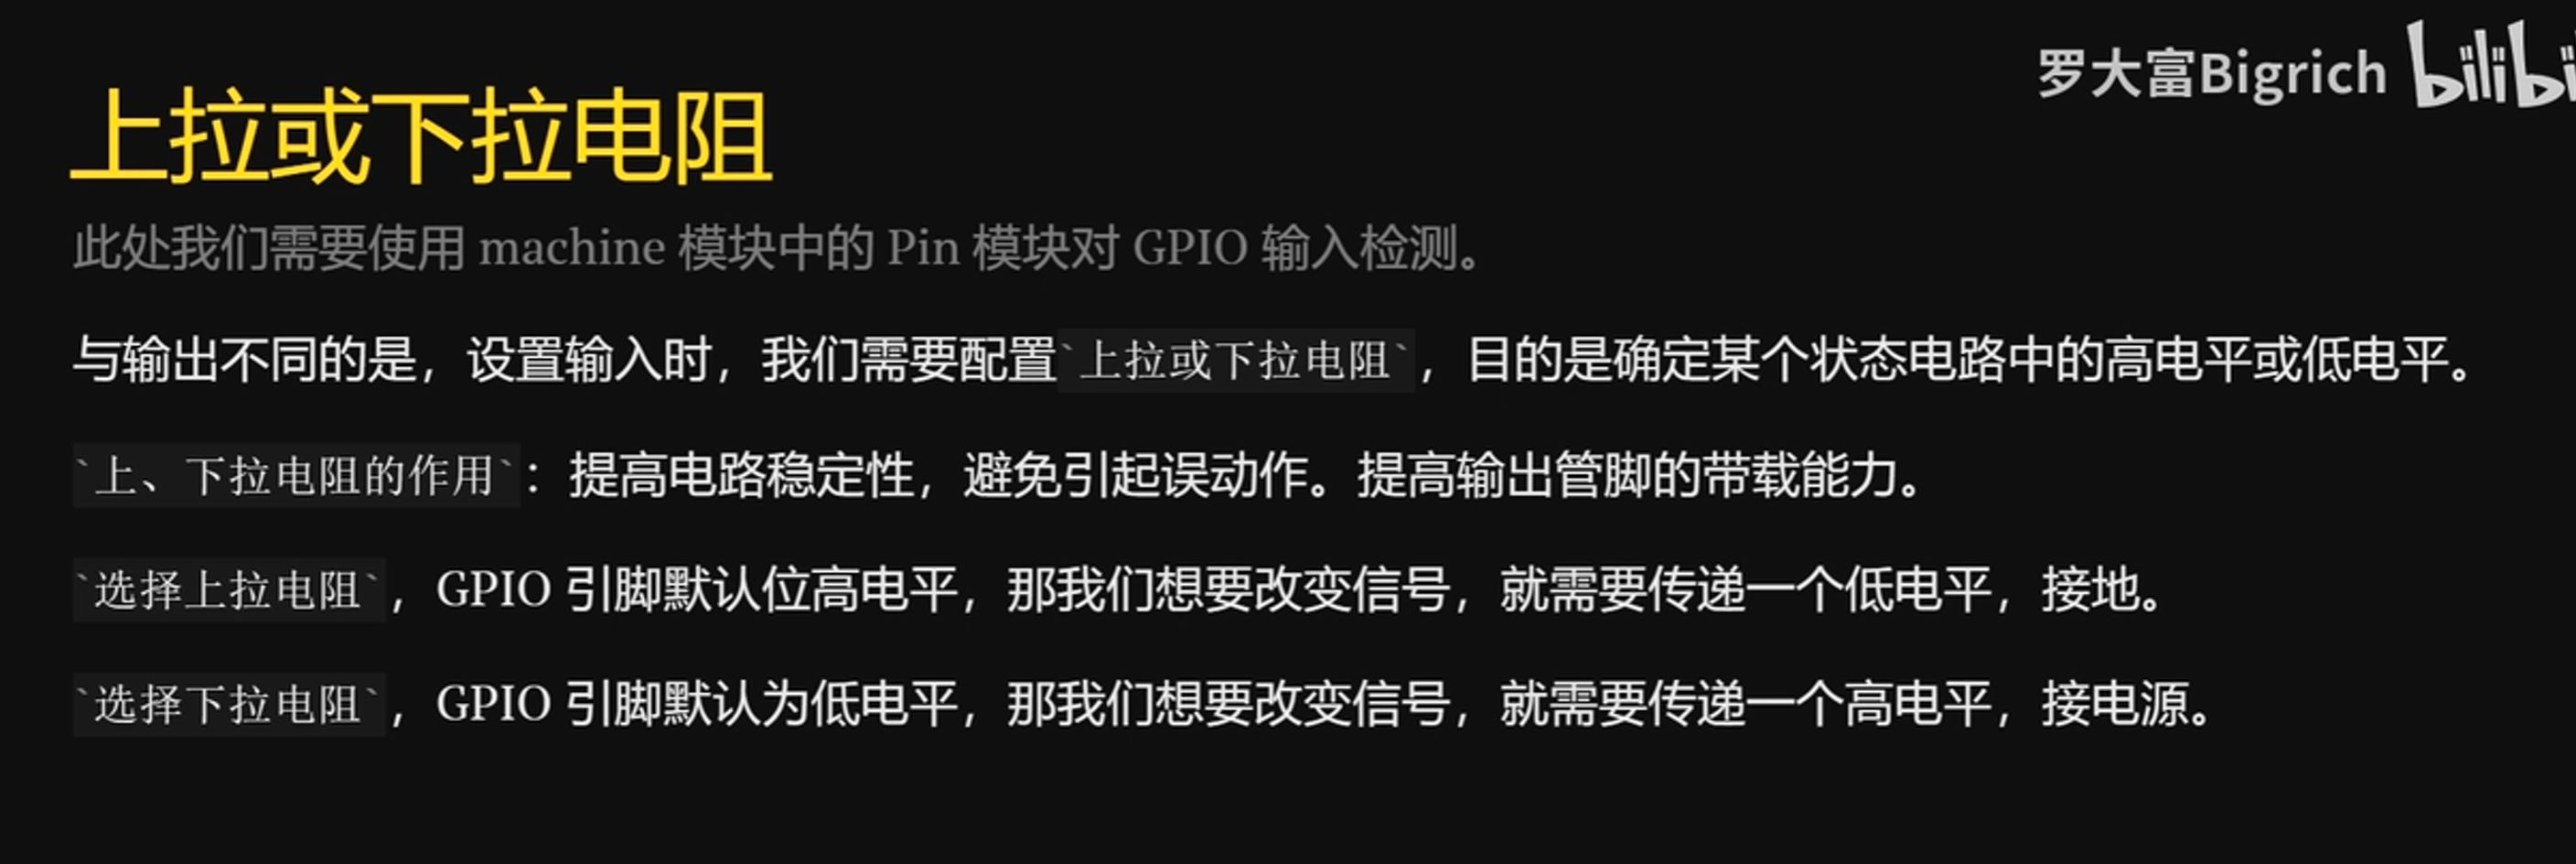 罗大富Bigrich bilibi
上拉或下拉电阻
此处我们需要使用 machine 模块中的 Pin 模块对 GPIO 输入检测。
与输出不同的是，设置输入时，我们需要配置`上拉或下拉电阻`，目的是确定某个状态电路中的高电平或低电平。
`上、下拉电阻的作用`：提高电路稳定性，避免引起误动作。提高输出管脚的带载能力。
`选择上拉电阻`，GPIO 引脚默认位高电平，那我们想要改变信号，就需要传递一个低电平，接地。
`选择下拉电阻`，GPIO 引脚默认为低电平，那我们想要改变信号，就需要传递一个高电平，接电源。